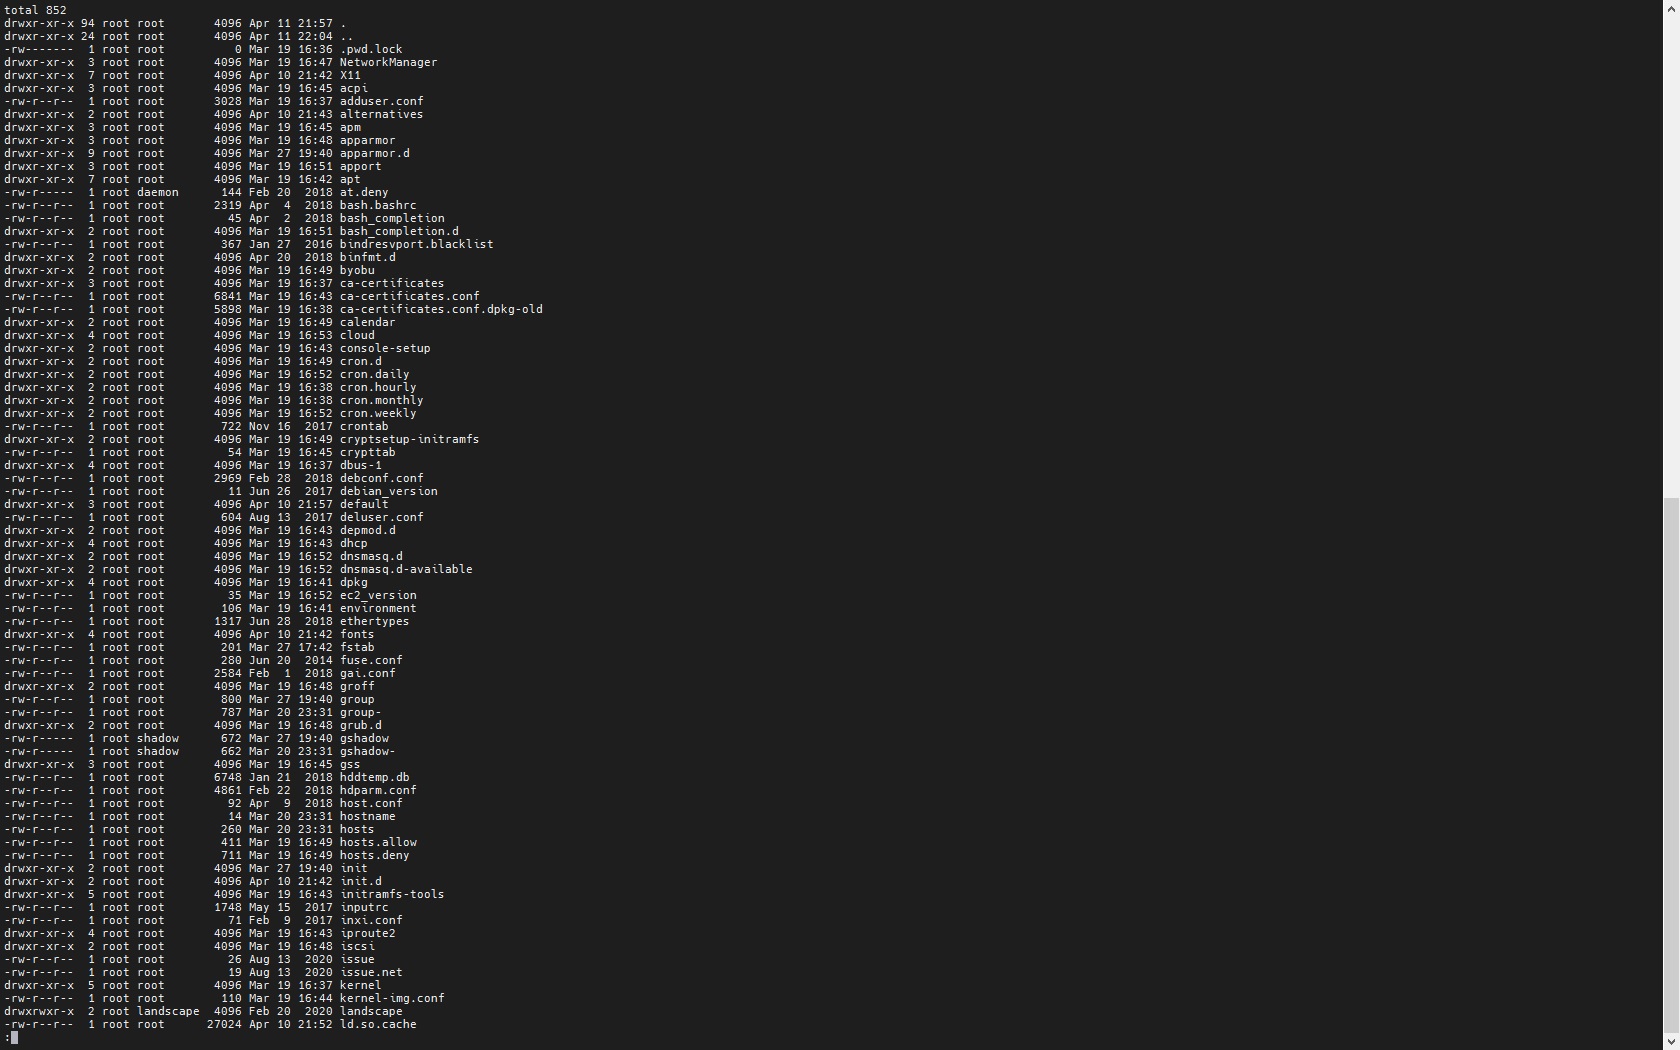 total 852
drwxr-xr-x 94 root root       4096 Apr 11 21:57 .
drwxr-xr-x 24 root root       4096 Apr 11 22:04 ..
-rw-------  1 root root          0 Mar 19 16:36 .pwd.lock
drwxr-xr-x  3 root root       4096 Mar 19 16:47 NetworkManager
drwxr-xr-x  7 root root       4096 Apr 10 21:42 X11
drwxr-xr-x  3 root root       4096 Mar 19 16:45 acpi
-rw-r--r--  1 root root       3028 Mar 19 16:37 adduser.conf
drwxr-xr-x  2 root root       4096 Apr 10 21:43 alternatives
drwxr-xr-x  3 root root       4096 Mar 19 16:45 apm
drwxr-xr-x  3 root root       4096 Mar 19 16:48 apparmor
drwxr-xr-x  9 root root       4096 Mar 27 19:40 apparmor.d
drwxr-xr-x  3 root root       4096 Mar 19 16:51 apport
drwxr-xr-x  7 root root       4096 Mar 19 16:42 apt
-rw-r-----  1 root daemon      144 Feb 20  2018 at.deny
-rw-r--r--  1 root root       2319 Apr  4  2018 bash.bashrc
-rw-r--r--  1 root root         45 Apr  2  2018 bash_completion
drwxr-xr-x  2 root root       4096 Mar 19 16:51 bash_completion.d
-rw-r--r--  1 root root        367 Jan 27  2016 bindresvport.blacklist
drwxr-xr-x  2 root root       4096 Apr 20  2018 binfmt.d
drwxr-xr-x  2 root root       4096 Mar 19 16:49 byobu
drwxr-xr-x  3 root root       4096 Mar 19 16:37 ca-certificates
-rw-r--r--  1 root root       6841 Mar 19 16:43 ca-certificates.conf
-rw-r--r--  1 root root       5898 Mar 19 16:38 ca-certificates.conf.dpkg-old
drwxr-xr-x  2 root root       4096 Mar 19 16:49 calendar
drwxr-xr-x  4 root root       4096 Mar 19 16:53 cloud
drwxr-xr-x  2 root root       4096 Mar 19 16:43 console-setup
drwxr-xr-x  2 root root       4096 Mar 19 16:49 cron.d
drwxr-xr-x  2 root root       4096 Mar 19 16:52 cron.daily
drwxr-xr-x  2 root root       4096 Mar 19 16:38 cron.hourly
drwxr-xr-x  2 root root       4096 Mar 19 16:38 cron.monthly
drwxr-xr-x  2 root root       4096 Mar 19 16:52 cron.weekly
-rw-r--r--  1 root root        722 Nov 16  2017 crontab
drwxr-xr-x  2 root root       4096 Mar 19 16:49 cryptsetup-initramfs
-rw-r--r--  1 root root         54 Mar 19 16:45 crypttab
drwxr-xr-x  4 root root       4096 Mar 19 16:37 dbus-1
-rw-r--r--  1 root root       2969 Feb 28  2018 debconf.conf
-rw-r--r--  1 root root         11 Jun 26  2017 debian_version
drwxr-xr-x  3 root root       4096 Apr 10 21:57 default
-rw-r--r--  1 root root        604 Aug 13  2017 deluser.conf
drwxr-xr-x  2 root root       4096 Mar 19 16:43 depmod.d
drwxr-xr-x  4 root root       4096 Mar 19 16:43 dhcp
drwxr-xr-x  2 root root       4096 Mar 19 16:52 dnsmasq.d
drwxr-xr-x  2 root root       4096 Mar 19 16:52 dnsmasq.d-available
drwxr-xr-x  4 root root       4096 Mar 19 16:41 dpkg
-rw-r--r--  1 root root         35 Mar 19 16:52 ec2_version
-rw-r--r--  1 root root        106 Mar 19 16:41 environment
-rw-r--r--  1 root root       1317 Jun 28  2018 ethertypes
drwxr-xr-x  4 root root       4096 Apr 10 21:42 fonts
-rw-r--r--  1 root root        201 Mar 27 17:42 fstab
-rw-r--r--  1 root root        280 Jun 20  2014 fuse.conf
-rw-r--r--  1 root root       2584 Feb  1  2018 gai.conf
drwxr-xr-x  2 root root       4096 Mar 19 16:48 groff
-rw-r--r--  1 root root        800 Mar 27 19:40 group
-rw-r--r--  1 root root        787 Mar 20 23:31 group-
drwxr-xr-x  2 root root       4096 Mar 19 16:48 grub.d
-rw-r-----  1 root shadow      672 Mar 27 19:40 gshadow
-rw-r-----  1 root shadow      662 Mar 20 23:31 gshadow-
drwxr-xr-x  3 root root       4096 Mar 19 16:45 gss
-rw-r--r--  1 root root       6748 Jan 21  2018 hddtemp.db
-rw-r--r--  1 root root       4861 Feb 22  2018 hdparm.conf
-rw-r--r--  1 root root         92 Apr  9  2018 host.conf
-rw-r--r--  1 root root         14 Mar 20 23:31 hostname
-rw-r--r--  1 root root        260 Mar 20 23:31 hosts
-rw-r--r--  1 root root        411 Mar 19 16:49 hosts.allow
-rw-r--r--  1 root root        711 Mar 19 16:49 hosts.deny
drwxr-xr-x  2 root root       4096 Mar 27 19:40 init
drwxr-xr-x  2 root root       4096 Apr 10 21:42 init.d
drwxr-xr-x  5 root root       4096 Mar 19 16:43 initramfs-tools
-rw-r--r--  1 root root       1748 May 15  2017 inputrc
-rw-r--r--  1 root root         71 Feb  9  2017 inxi.conf
drwxr-xr-x  4 root root       4096 Mar 19 16:43 iproute2
drwxr-xr-x  2 root root       4096 Mar 19 16:48 iscsi
-rw-r--r--  1 root root         26 Aug 13  2020 issue
-rw-r--r--  1 root root         19 Aug 13  2020 issue.net
drwxr-xr-x  5 root root       4096 Mar 19 16:37 kernel
-rw-r--r--  1 root root        110 Mar 19 16:44 kernel-img.conf
drwxrwxr-x  2 root landscape  4096 Feb 20  2020 landscape
-rw-r--r--  1 root root      27024 Apr 10 21:52 ld.so.cache
: